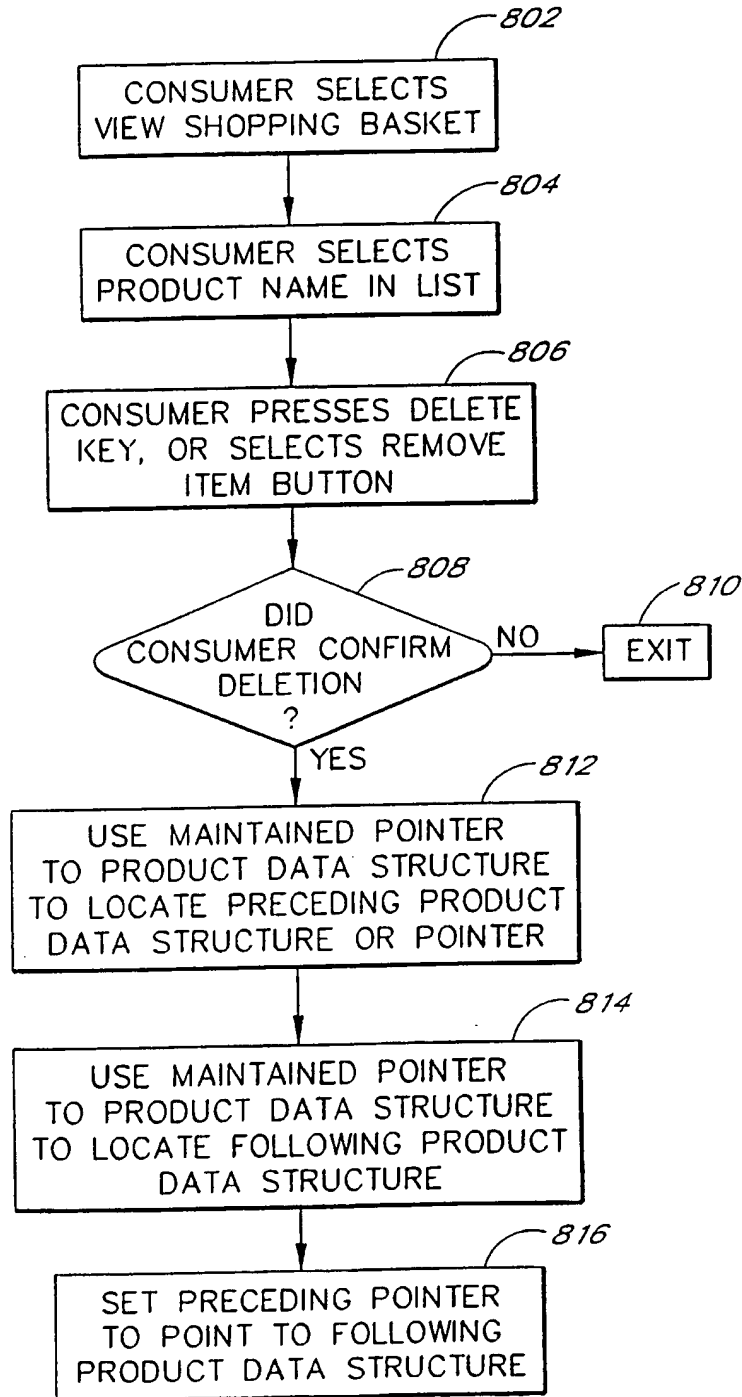 802
CONSUMER SELECTS
VIEW SHOPPING BASKET
804
CONSUMER SELECTS
PRODUCT NAME IN LIST
806
CONSUMER PRESSES DELETE
KEY, OR SELECTS REMOVE
ITEM BUTTON
808
DID
CONSUMER CONFIRM
DELETION
?
NO
810
EXIT
YES
812
USE MAINTAINED POINTER
TO PRODUCT DATA STRUCTURE
TO LOCATE PRECEDING PRODUCT
DATA STRUCTURE OR POINTER
814
USE MAINTAINED POINTER
TO PRODUCT DATA STRUCTURE
TO LOCATE FOLLOWING PRODUCT
DATA STRUCTURE
816
SET PRECEDING POINTER
TO POINT TO FOLLOWING
PRODUCT DATA STRUCTURE